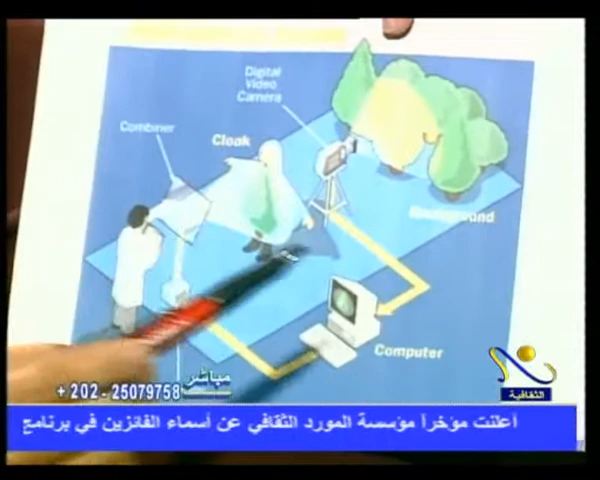 Digital
Video
Camera
Combiner
Cloak
Background
Computer
+202 - 25079758 مباشر
الثقافية
أعلنت مؤخراً مؤسسة المورد الثقافي عن أسماء الفائزين في برنامج